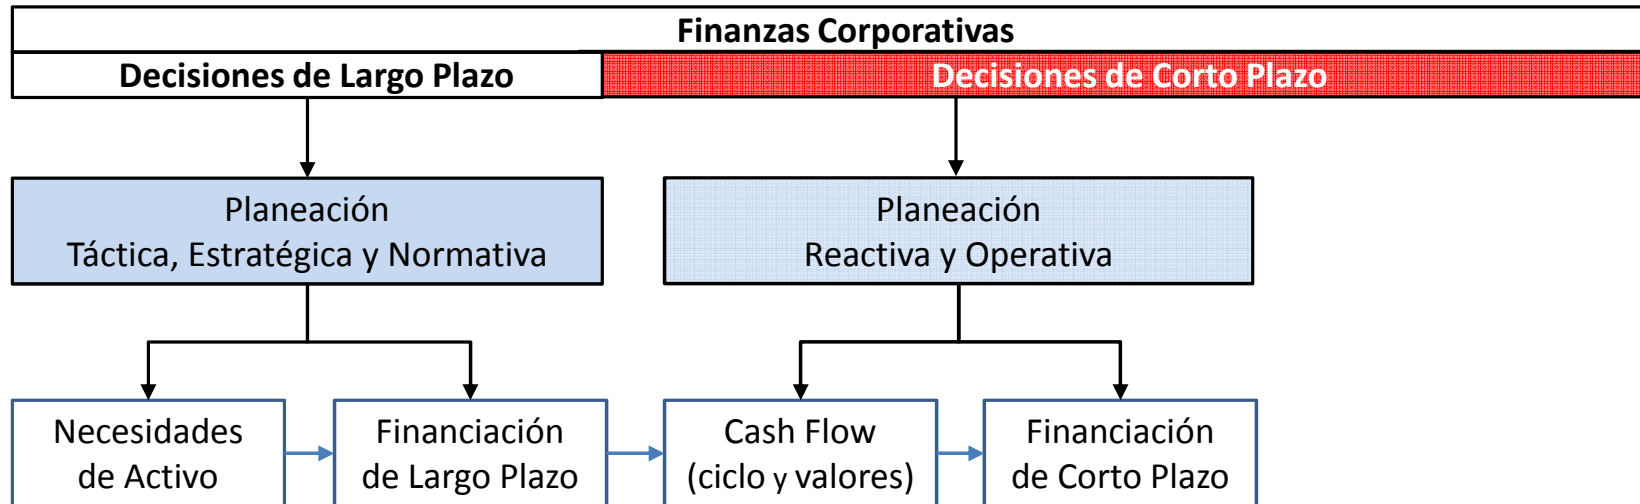 Finanzas Corporativas
Decisiones de Largo Plazo
Decisiones de Corto Plazo
Planeación
Táctica, Estratégica y Normativa
Planeación
Reactiva y Operativa
Necesidades
de Activo
Financiación
de Largo Plazo
Cash Flow
(ciclo y valores)
Financiación
de Corto Plazo